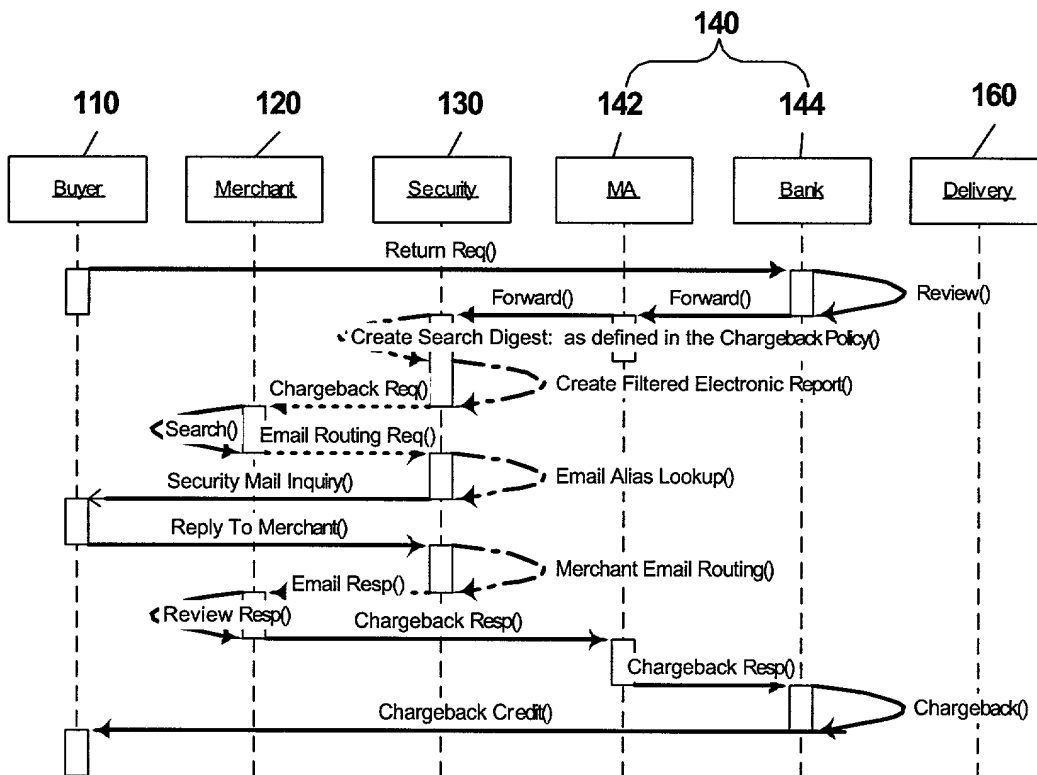 140
110 120 130 142 144 160
Buyer Merchant Security MA Bank Delivery
Return Req()
Review()
Forward() Forward()
Create Search Digest: as defined in the Chargeback Policy()
Create Filtered Electronic Report()
Chargeback Req()
Search() Email Routing Req()
Email Alias Lookup()
Security Mail Inquiry()
Reply To Merchant()
Merchant Email Routing()
Email Resp()
Review Resp()
Chargeback Resp()
Chargeback Resp()
Chargeback()
Chargeback Credit()